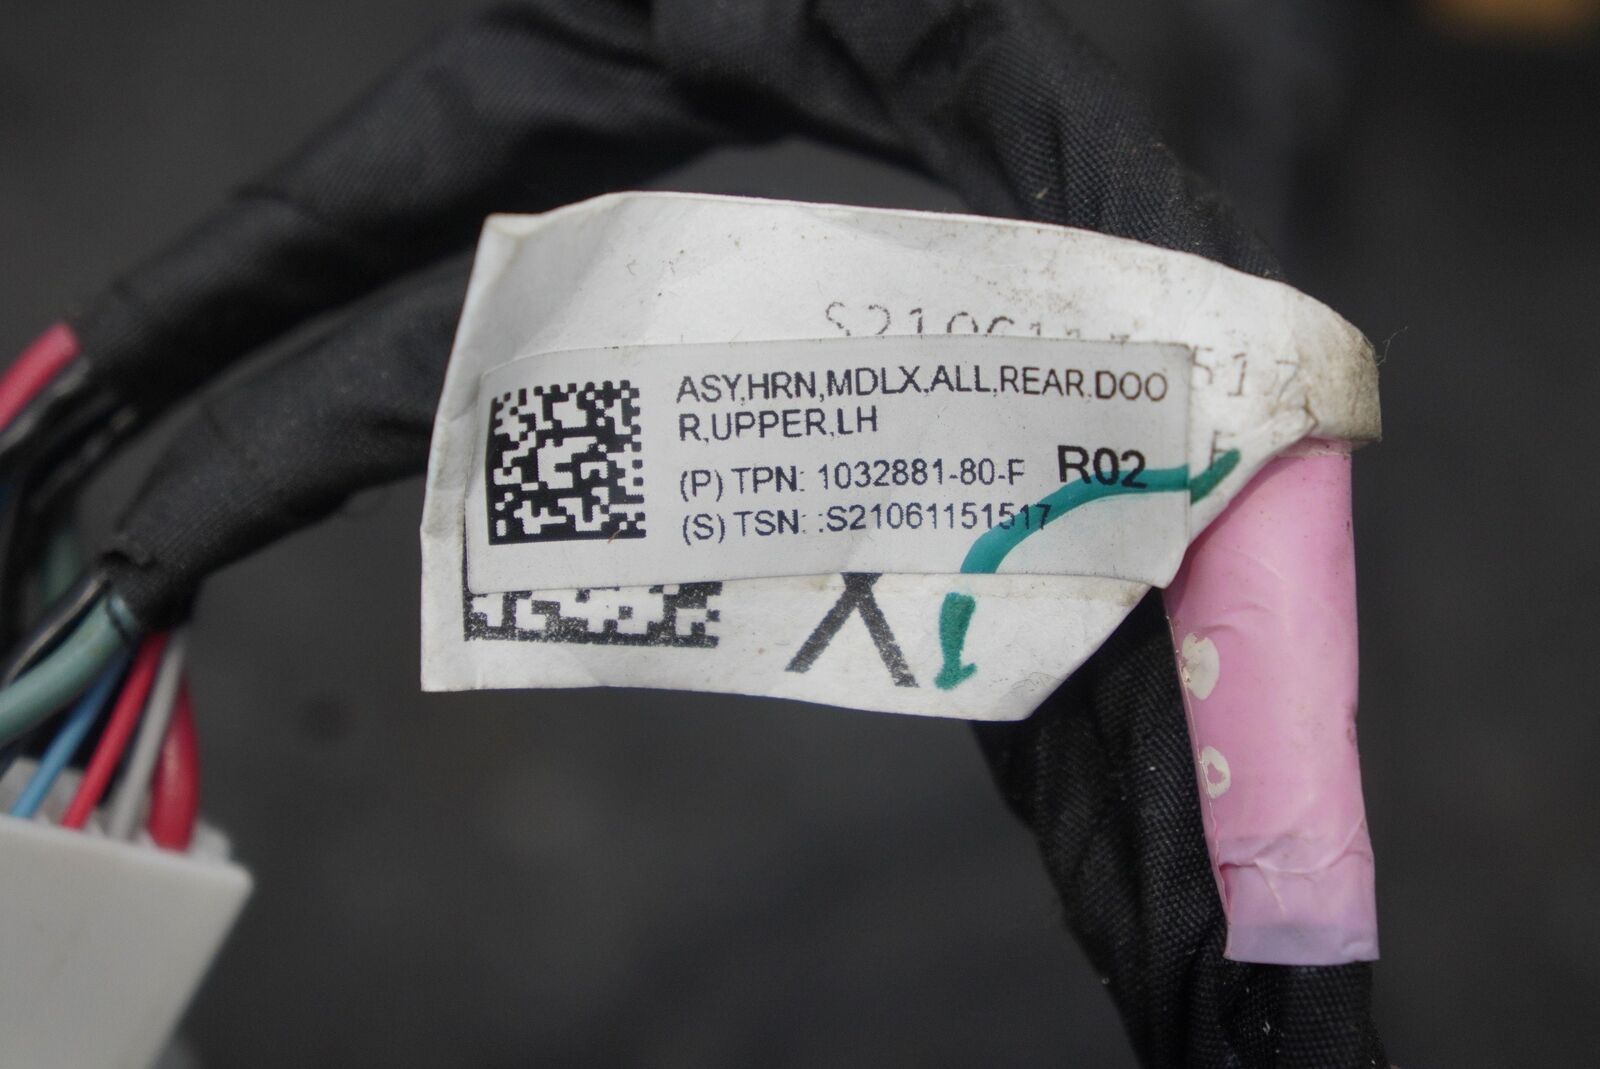 ASY,HRN,MDLX,ALL,REAR,DOO
R,UPPER,LH
(P) TPN: 1032881-80-F R02
(S) TSN: :S21061151517